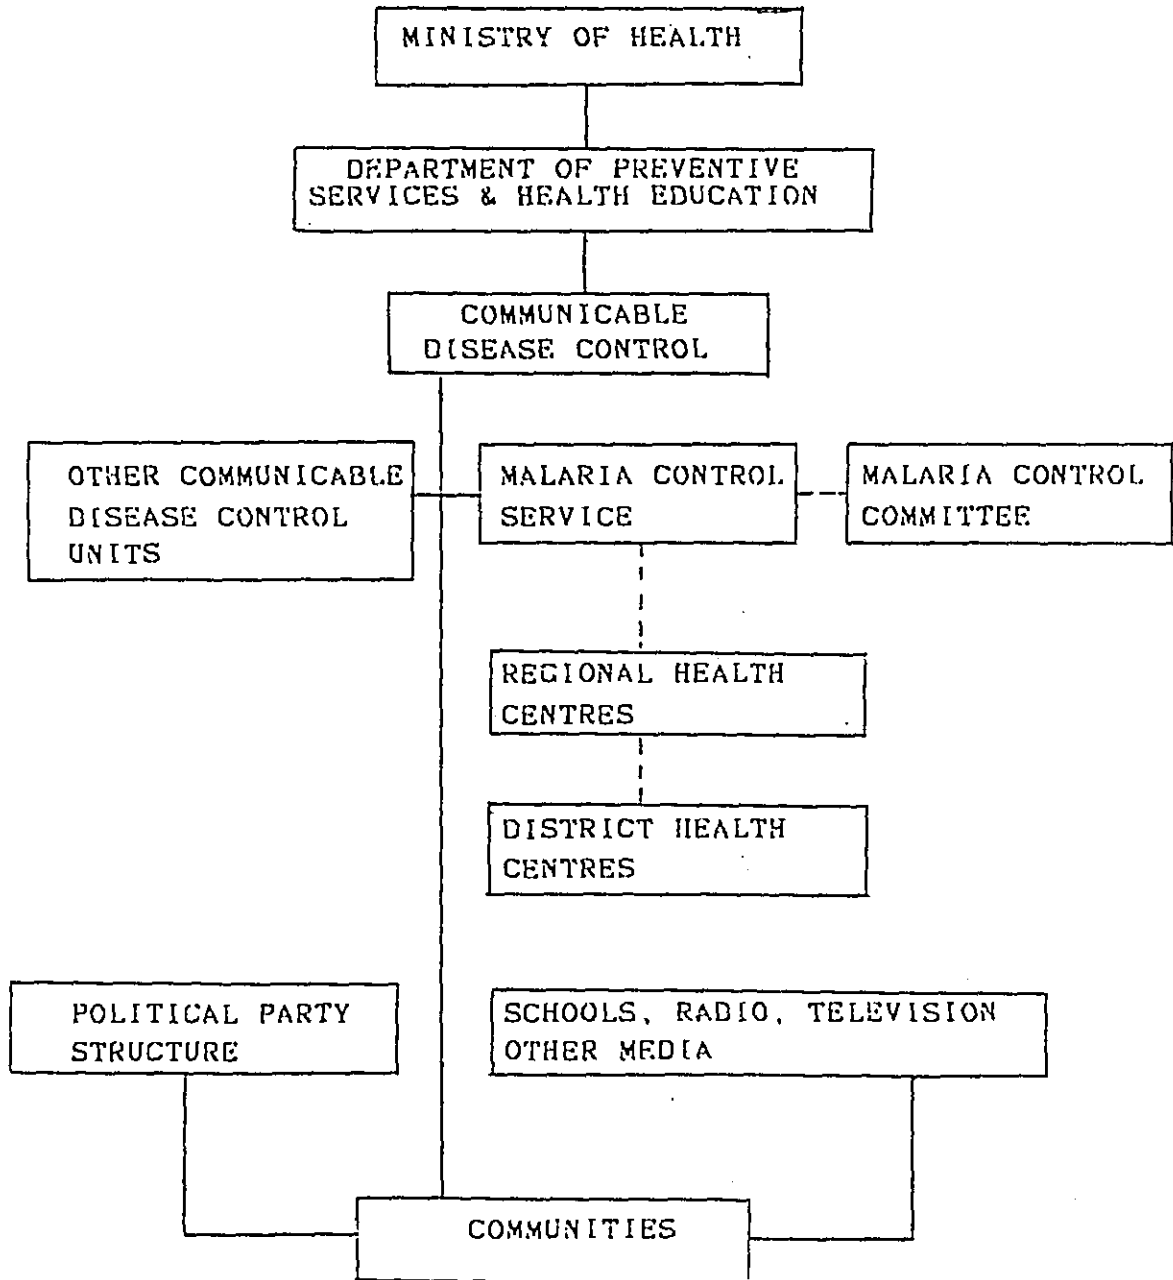 MINISTRY OF HEALTH
DEPARTMENT OF PREVENTIVE
SERVICES & HEALTH EDUCATION
COMMUNICABLE
DISEASE CONTROL
OTHER COMMUNICABLE
DISEASE CONTROL
UNITS
MALARIA CONTROL
SERVICE
MALARIA CONTROL
COMMITTEE
REGIONAL HEALTH
CENTRES
DISTRICT HEALTH
CENTRES
POLITICAL PARTY
STRUCTURE
SCHOOLS, RADIO, TELEVISION
OTHER MEDIA
COMMUNITIES